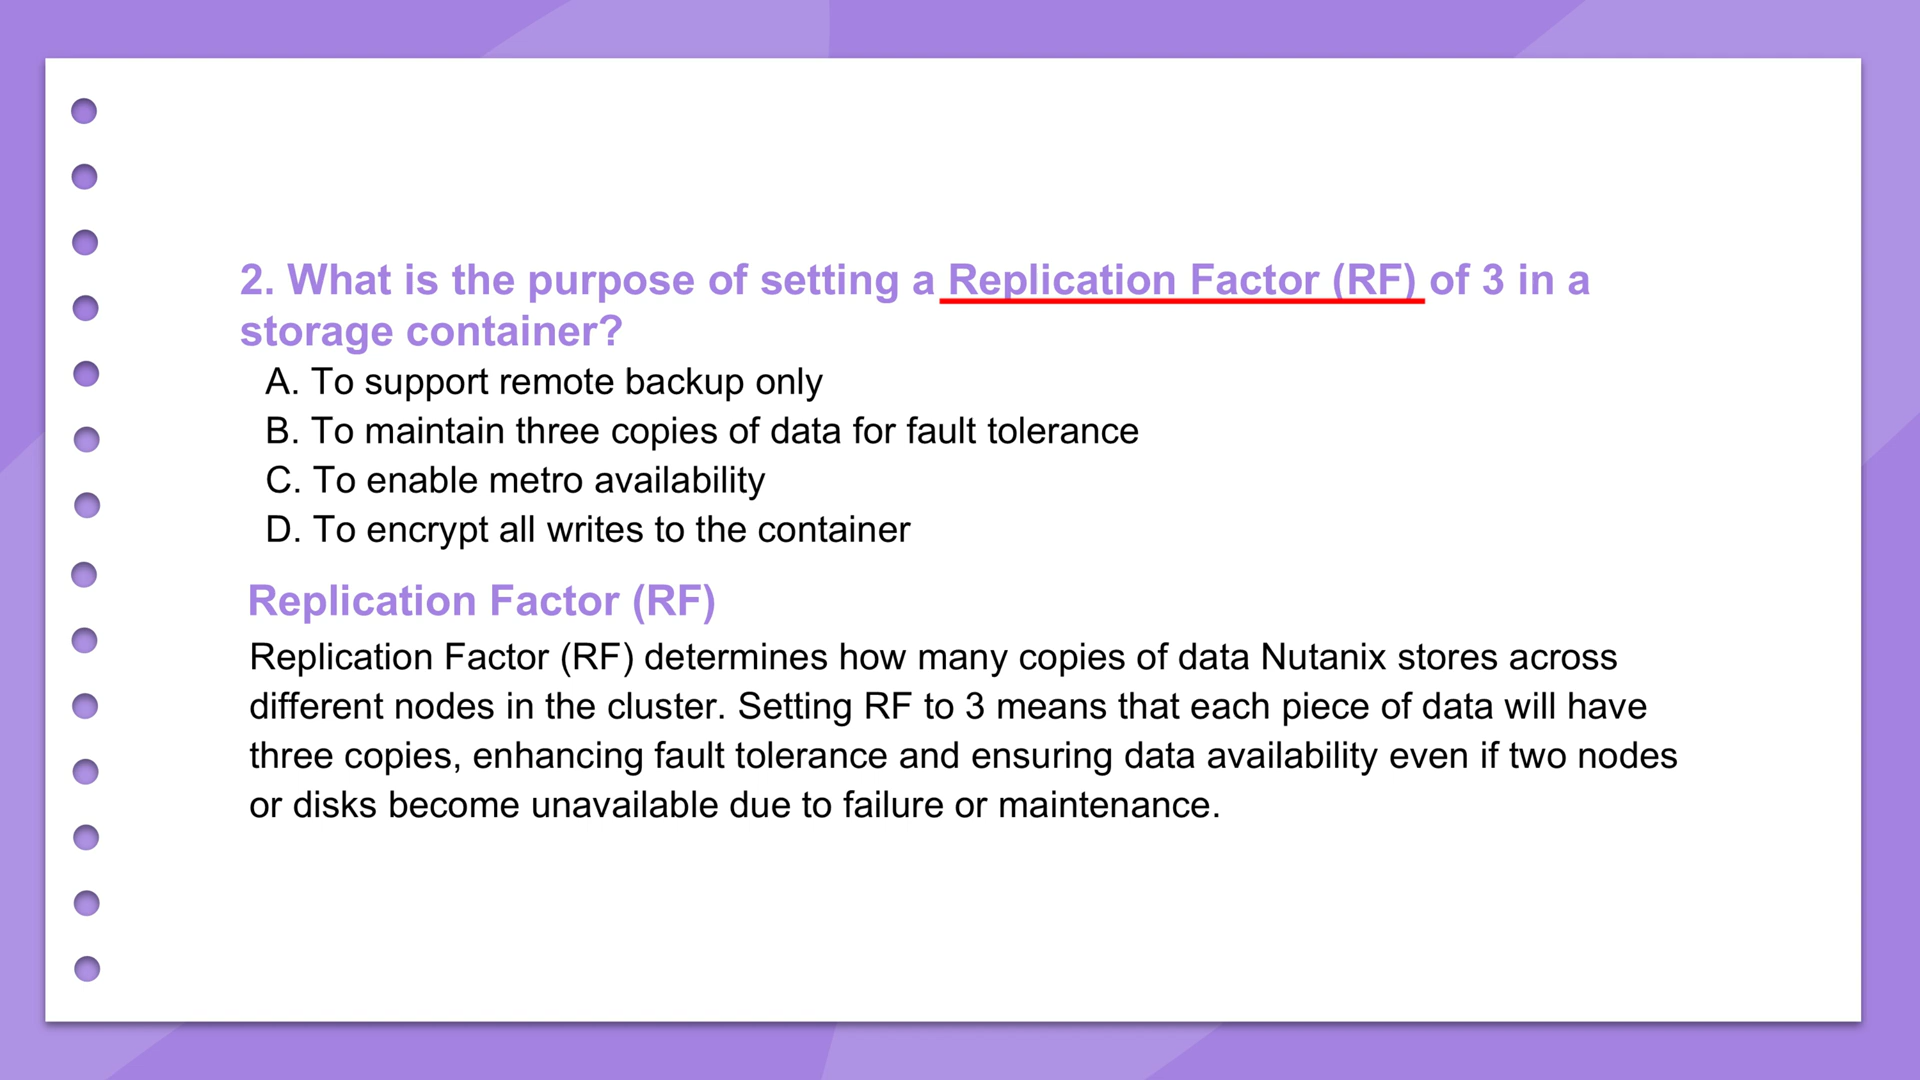 2. What is the purpose of setting a Replication Factor (RF) of 3 in a
storage container?
A. To support remote backup only
B. To maintain three copies of data for fault tolerance
C. To enable metro availability
D. To encrypt all writes to the container
Replication Factor (RF)
Replication Factor (RF) determines how many copies of data Nutanix stores across
different nodes in the cluster. Setting RF to 3 means that each piece of data will have
three copies, enhancing fault tolerance and ensuring data availability even if two nodes
or disks become unavailable due to failure or maintenance.